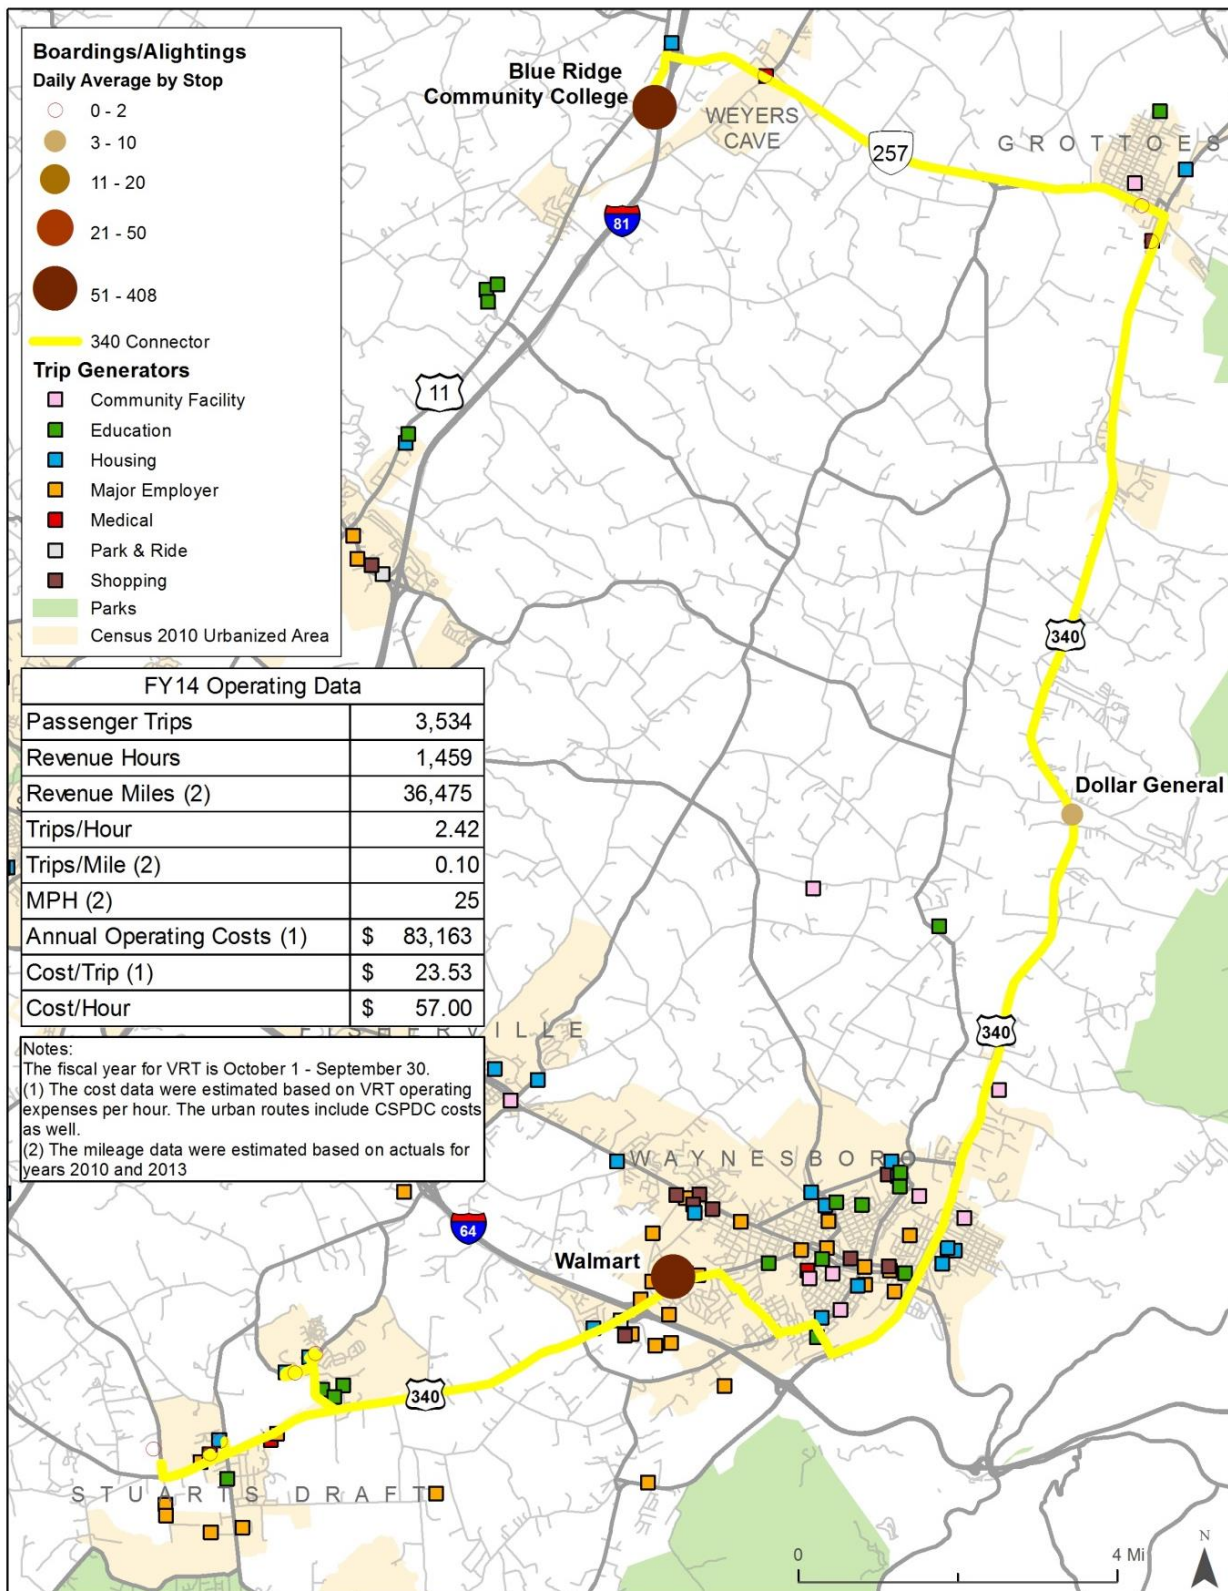 Boardings/Alightings
Daily Average by Stop
0 - 2
3 - 10
11 - 20
21 - 50
51 - 408
340 Connector
Trip Generators
Community Facility
Education
Housing
Major Employer
Medical
Park & Ride
Shopping
Parks
Census 2010 Urbanized Area
Blue Ridge
Community College
WEYERS
CAVE
257
GROTTOES
81
11
340
Dollar General
FY14 Operating Data
Passenger Trips 3,534
Revenue Hours 1,459
Revenue Miles (2) 36,475
Trips/Hour 2.42
Trips/Mile (2) 0.10
MPH (2) 25
Annual Operating Costs (1) $ 83,163
Cost/Trip (1) $ 23.53
Cost/Hour $ 57.00
FISHERVILLE
340
Notes:
The fiscal year for VRT is October 1 - September 30.
(1) The cost data were estimated based on VRT operating
expenses per hour. The urban routes include CSPDC costs
as well.
(2) The mileage data were estimated based on actuals for
years 2010 and 2013
WAYNESBORO
64
Walmart
340
STUARTS DRAFT
0 4 Mi
N